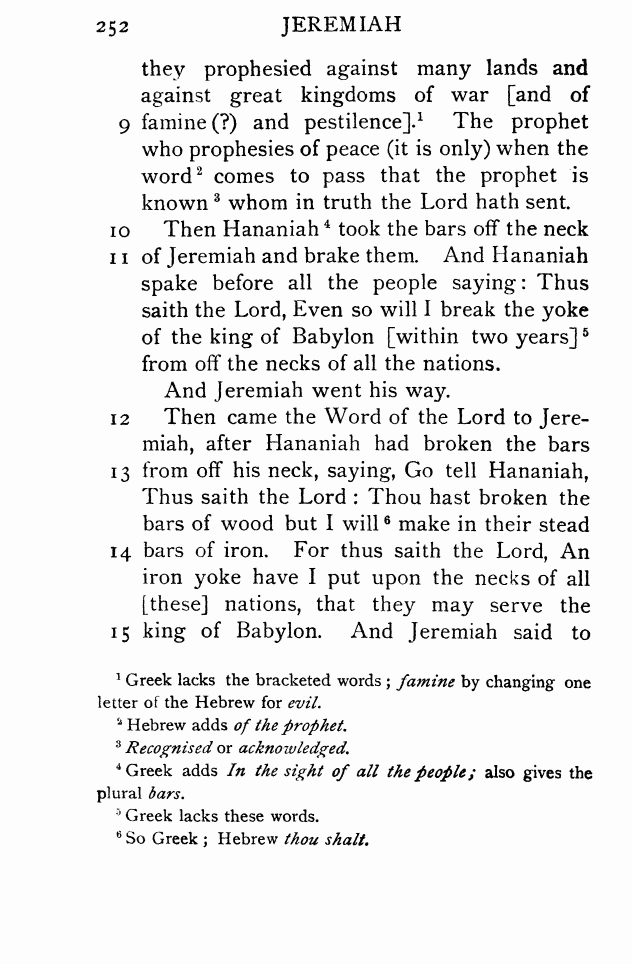 252 JEREMIAH
they prophesied against many lands and
against great kingdoms of war [and of
9 famine (?) and pestilence].¹ The prophet
who prophesies of peace (it is only) when the
word ² comes to pass that the prophet is
known ³ whom in truth the Lord hath sent.
10 Then Hananiah ⁴ took the bars off the neck
11 of Jeremiah and brake them. And Hananiah
spake before all the people saying: Thus
saith the Lord, Even so will I break the yoke
of the king of Babylon [within two years] ⁵
from off the necks of all the nations.
And Jeremiah went his way.
12 Then came the Word of the Lord to Jere-
miah, after Hananiah had broken the bars
13 from off his neck, saying, Go tell Hananiah,
Thus saith the Lord : Thou hast broken the
bars of wood but I will ⁶ make in their stead
14 bars of iron. For thus saith the Lord, An
iron yoke have I put upon the necks of all
[these] nations, that they may serve the
15 king of Babylon. And Jeremiah said to
¹ Greek lacks the bracketed words ; famine by changing one
letter of the Hebrew for evil.
² Hebrew adds of the prophet.
³ Recognised or acknowledged.
⁴ Greek adds In the sight of all the people; also gives the
plural bars.
⁵ Greek lacks these words.
⁶ So Greek ; Hebrew thou shalt.